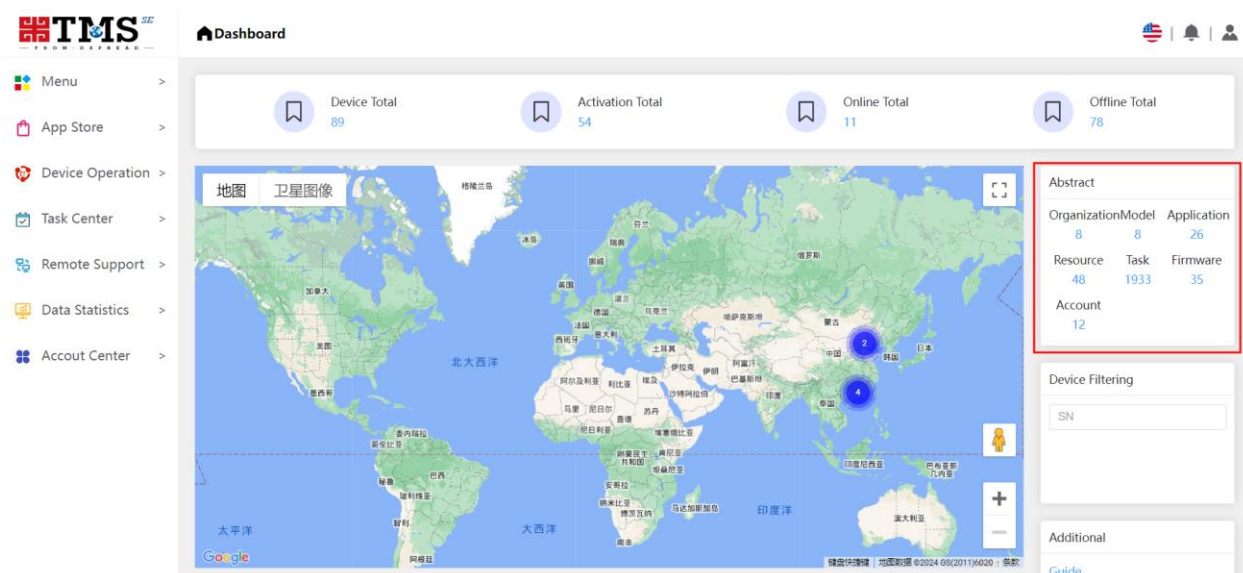 TMS SE
FROM·DSPREAD
Dashboard
Menu >
App Store >
Device Operation >
Task Center >
Remote Support >
Data Statistics >
Accout Center >
Device Total
89
Activation Total
54
Online Total
11
Offline Total
78
地图 卫星图像
格陵兰岛
冰岛
芬兰
瑞典
挪威
俄罗斯
加拿大
英国
波兰
德国
乌克兰
法国
意大利
西班牙
哈萨克斯坦
蒙古
美国
北大西洋
土耳其
中国
2
韩国
日本
伊拉克
伊朗
阿富汗
巴基斯坦
阿尔及利亚
利比亚
埃及
沙特阿拉伯
印度
4
泰国
墨西哥
马里
尼日尔
乍得
苏丹
尼日利亚
埃塞俄比亚
委内瑞拉
哥伦比亚
刚果民主
共和国
肯尼亚
坦桑尼亚
印度尼西亚
巴布亚新
几内亚
秘鲁
巴西
玻利维亚
安哥拉
纳米比亚
博茨瓦纳
马达加斯加岛
印度洋
澳大利亚
太平洋
智利
大西洋
南非
阿根廷
Google
键盘快捷键 地图数据 ©2024 GS(2011)6020 条款
Abstract
Organization Model Application
8 8 26
Resource Task Firmware
48 1933 35
Account
12
Device Filtering
SN
Additional
Guide